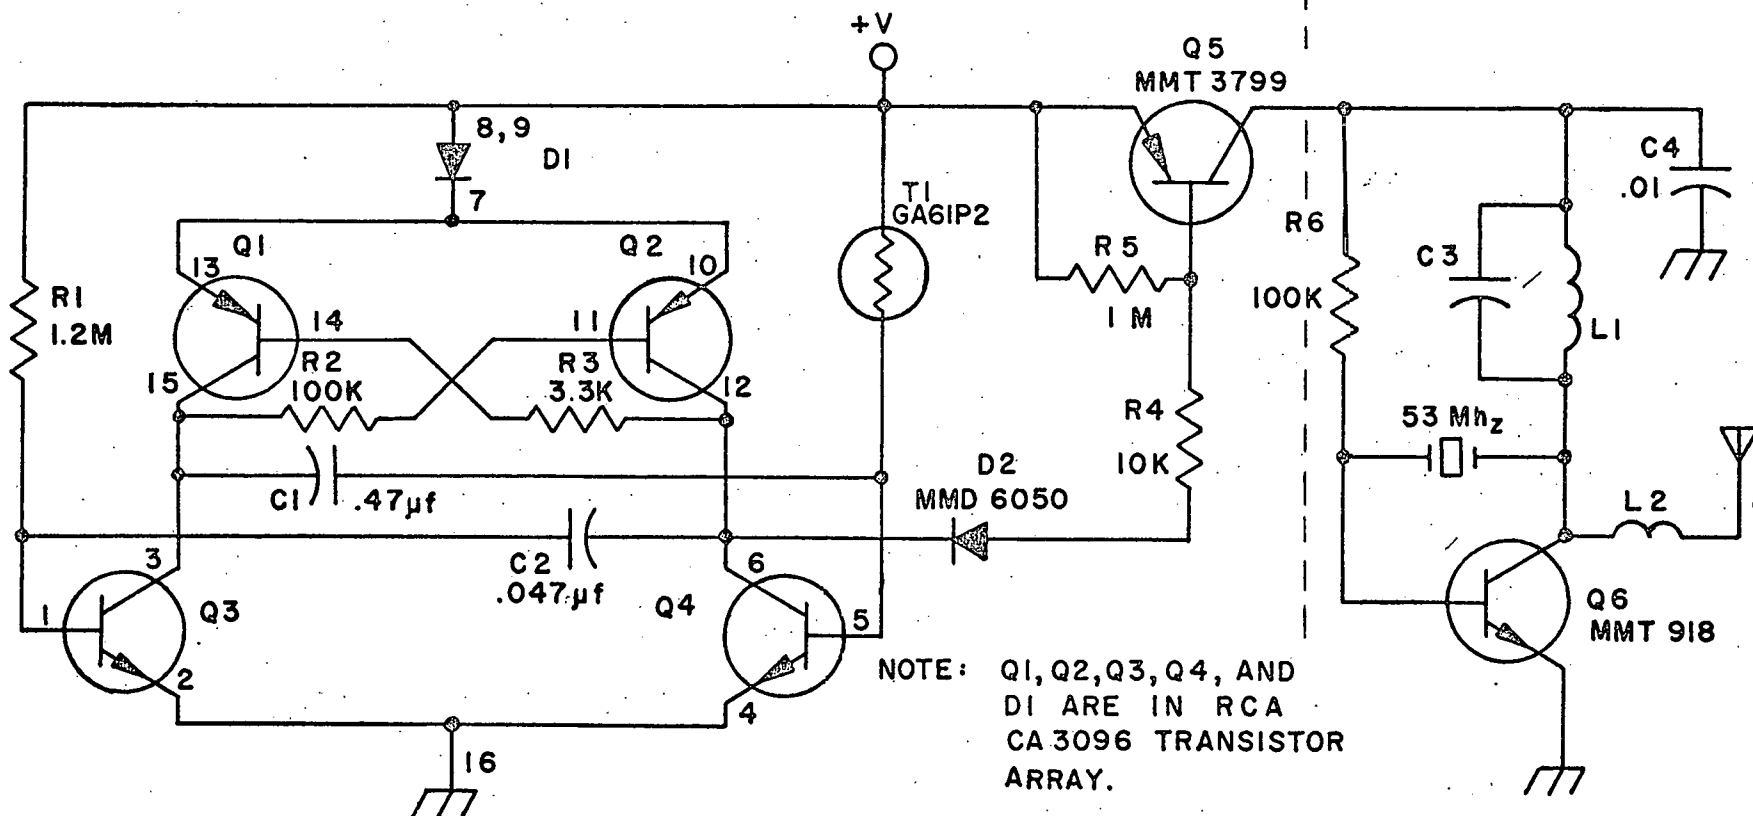 +V
Q5
MMT 3799
8,9
D1
7
T1
GA61P2
C4
.01
Q1
Q2
13
10
R6
R5
1 M
C3
R1
1.2M
14
11
100K
L1
15
R2
100K
R3
3.3K
12
R4
10K
53 Mhz
C1
.47µf
D2
MMD 6050
L2
3
C2
.047µf
6
1
Q3
Q4
5
Q6
MMT 918
2
4
NOTE: Q1, Q2, Q3, Q4, AND
D1 ARE IN RCA
CA 3096 TRANSISTOR
ARRAY.
16